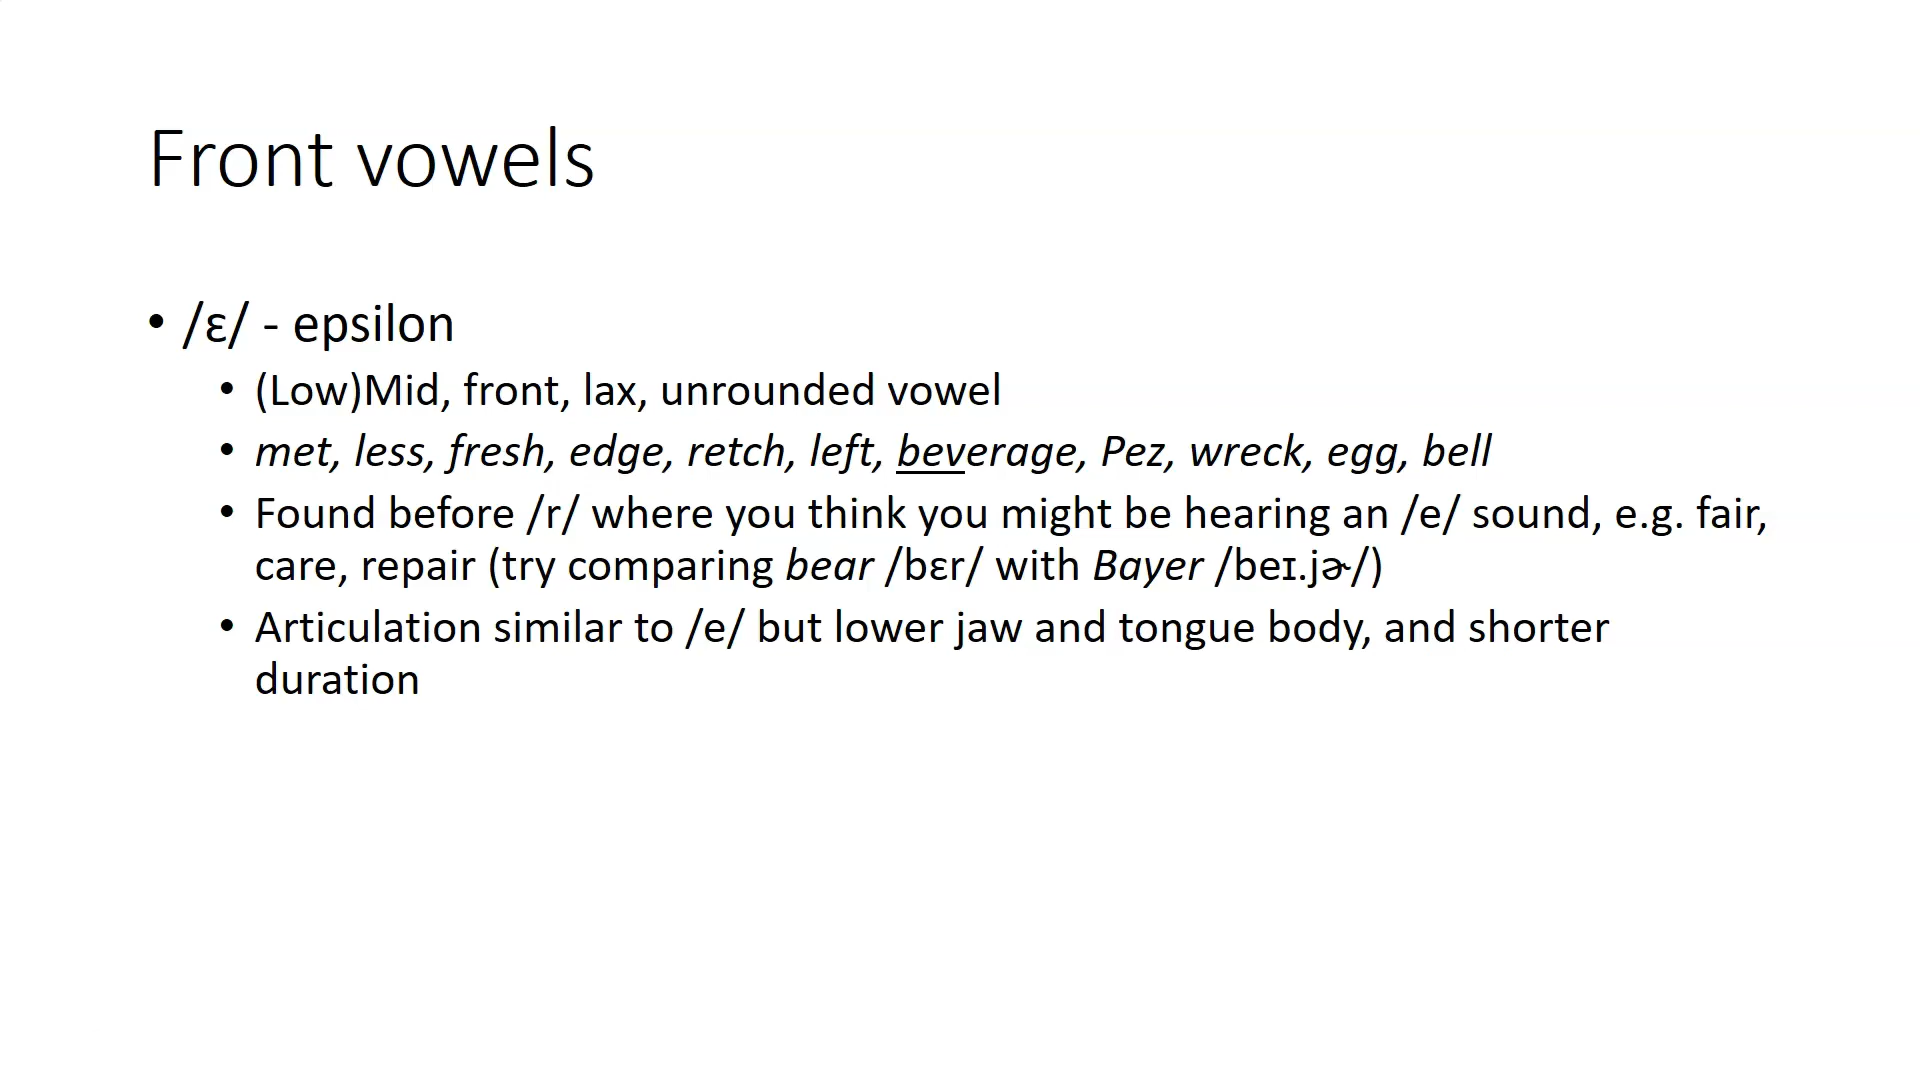 Front vowels
• /ɛ/ - epsilon
• (Low)Mid, front, lax, unrounded vowel
• met, less, fresh, edge, retch, left, beverage, Pez, wreck, egg, bell
• Found before /r/ where you think you might be hearing an /e/ sound, e.g. fair,
care, repair (try comparing bear /bɛr/ with Bayer /beɪ.jɚ/)
• Articulation similar to /e/ but lower jaw and tongue body, and shorter
duration